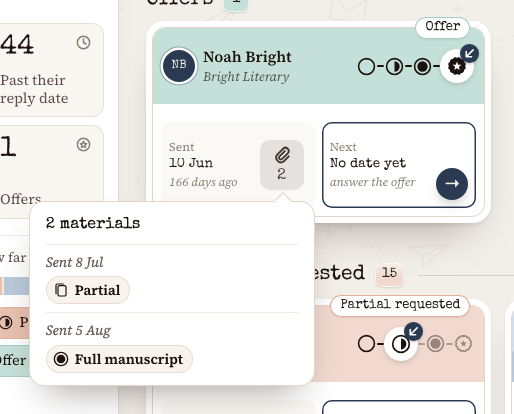 Offers
44
Past their
reply date
1
Offers
Offer
NB
Noah Bright
Bright Literary
Sent
10 Jun
166 days ago
2
Next
No date yet
answer the offer
2 materials
Sent 8 Jul
Partial
Sent 5 Aug
Full manuscript
far
Offer
15
Partial requested